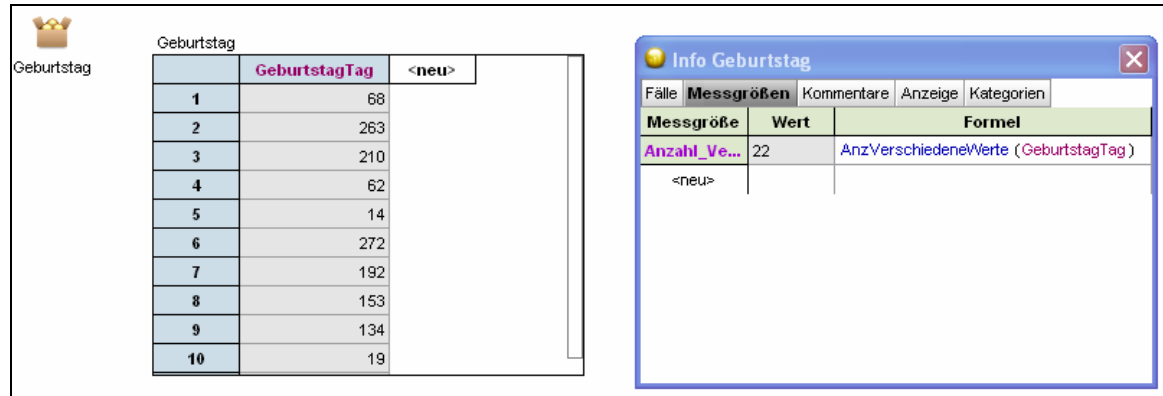 Geburtstag
Geburtstag
GeburtstagTag <neu>
1 68
2 263
3 210
4 62
5 14
6 272
7 192
8 153
9 134
10 19
Info Geburtstag
Fälle Messgrößen Kommentare Anzeige Kategorien
Messgröße Wert Formel
Anzahl_Ve... 22 AnzVerschiedeneWerte (GeburtstagTag)
<neu>